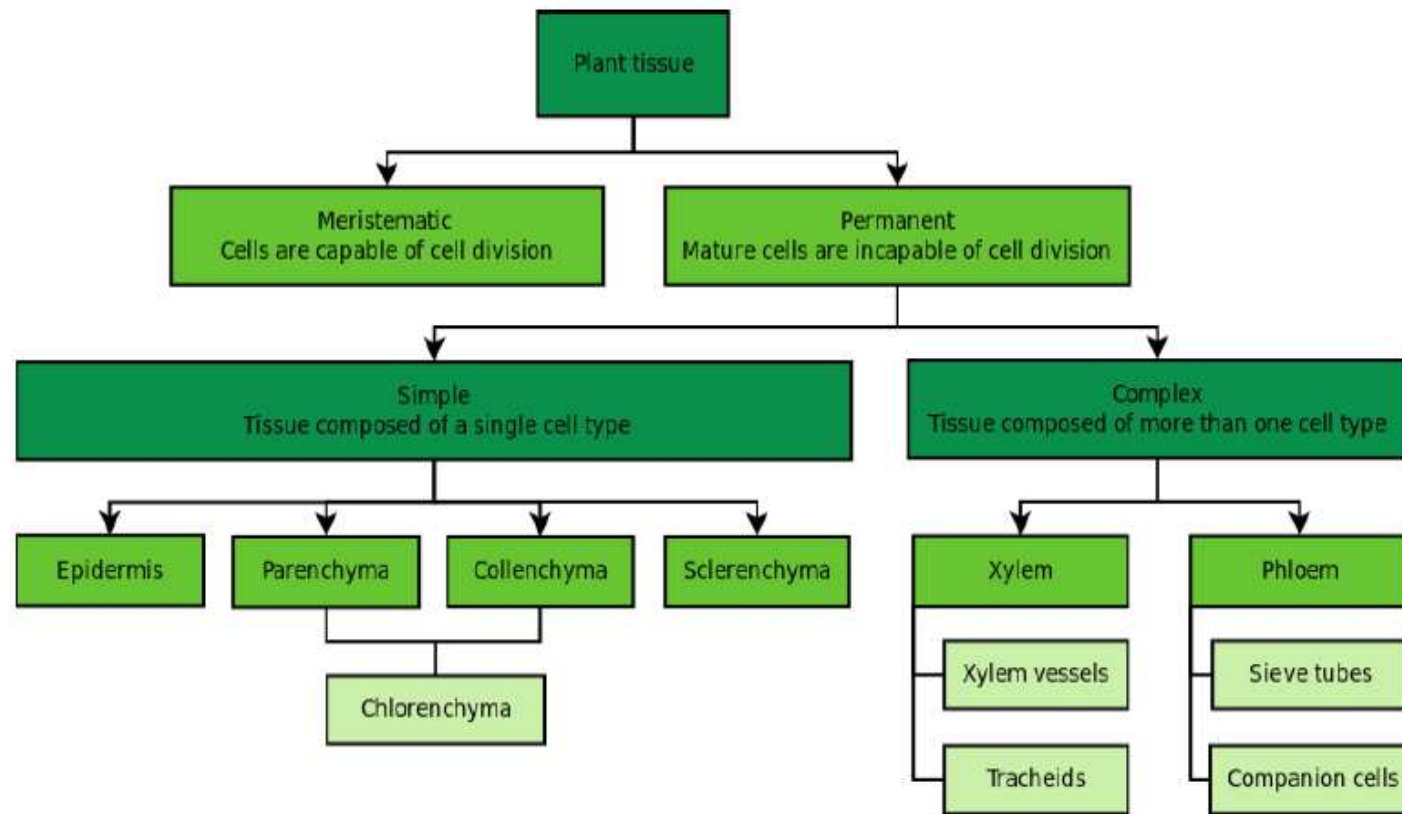 Plant tissue
Meristematic
Cells are capable of cell division
Permanent
Mature cells are incapable of cell division
Simple
Tissue composed of a single cell type
Complex
Tissue composed of more than one cell type
Epidermis
Parenchyma
Collenchyma
Sclerenchyma
Xylem
Phloem
Chlorenchyma
Xylem vessels
Sieve tubes
Tracheids
Companion cells